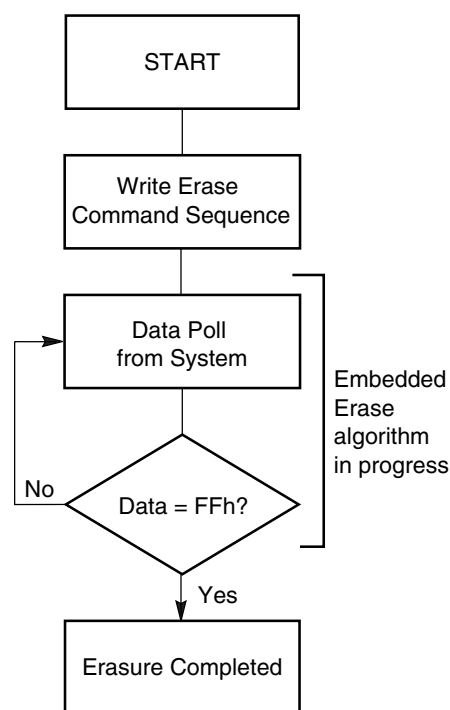 START
Write Erase
Command Sequence
Data Poll
from System
Embedded
Erase
algorithm
in progress
No
Data = FFh?
Yes
Erasure Completed